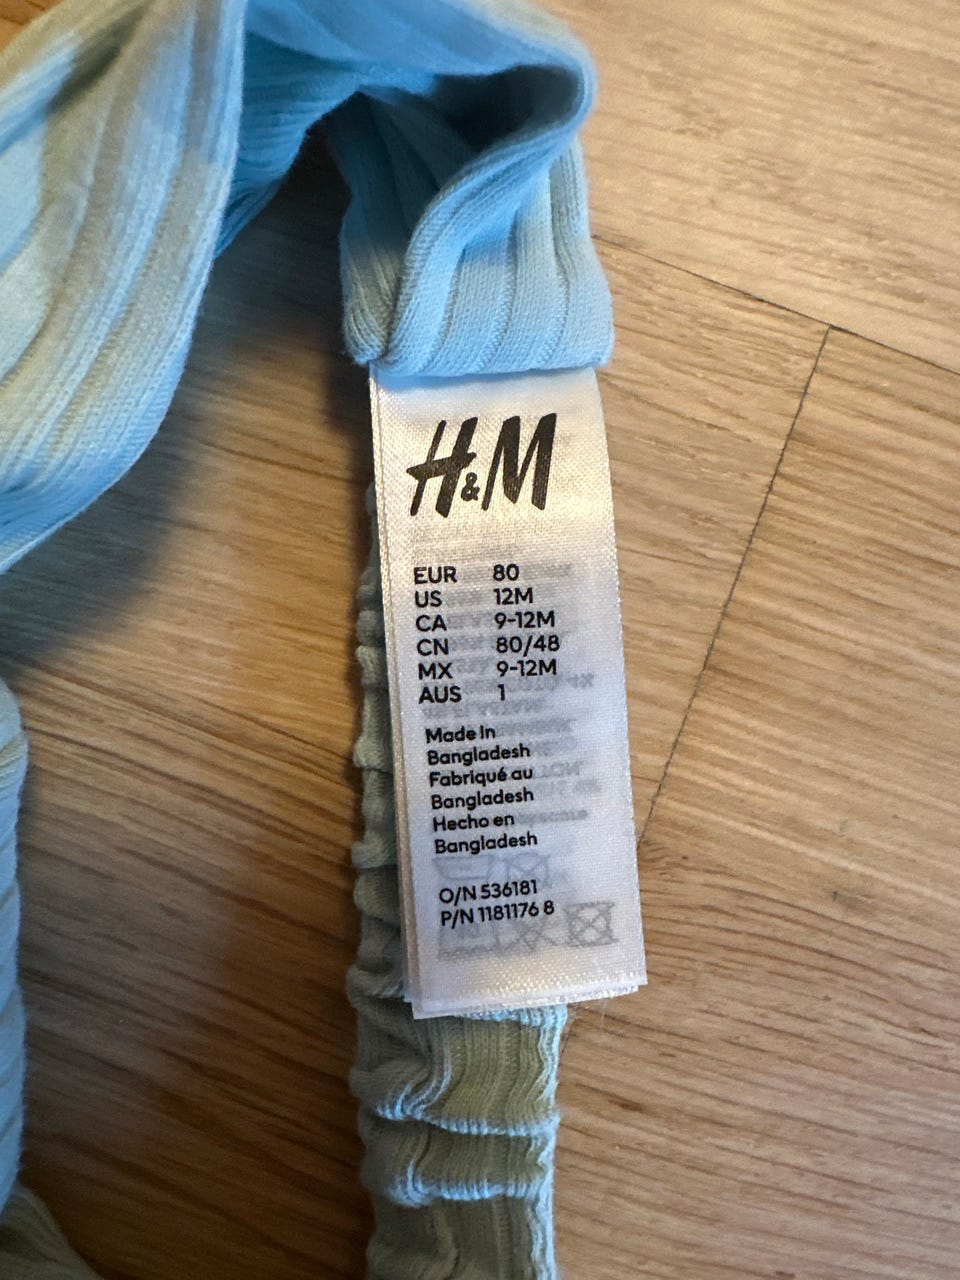 H&M
EUR 80
US 12M
CA 9-12M
CN 80/48
MX 9-12M
AUS 1
Made in
Bangladesh
Fabriqué au
Bangladesh
Hecho en
Bangladesh
O/N 536181
P/N 1181176 8